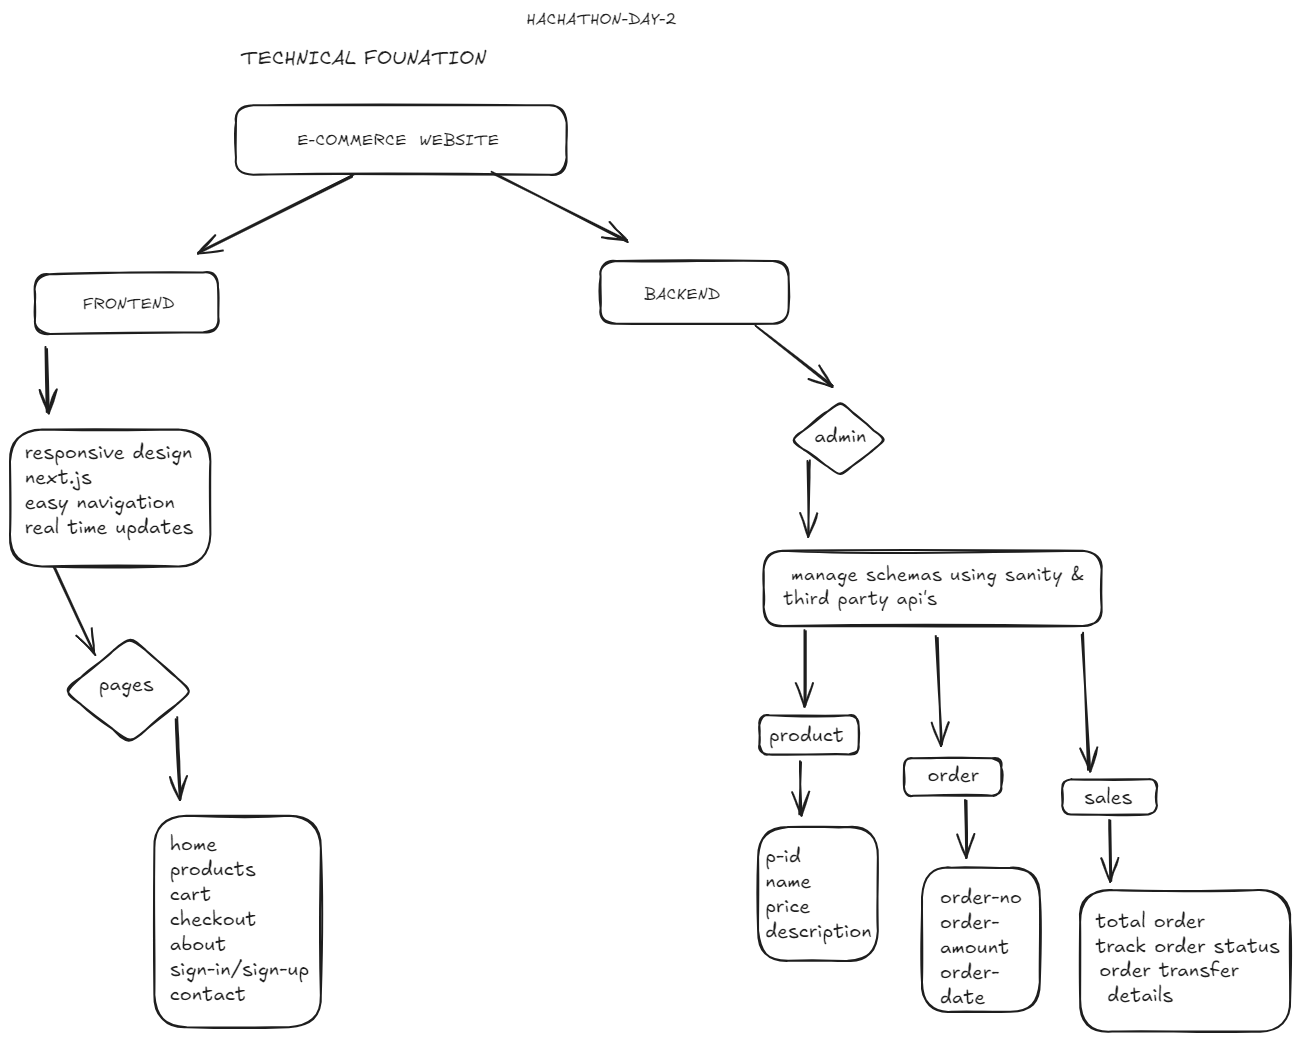 HACHATHON-DAY-2
TECHNICAL FOUNATION
E-COMMERCE WEBSITE
FRONTEND
BACKEND
responsive design
next.js
easy navigation
real time updates
admin
manage schemas using sanity &
third party api's
pages
product
order
sales
home
products
cart
checkout
about
sign-in/sign-up
contact
p-id
name
price
description
order-no
order-
amount
order-
date
total order
track order status
order transfer
details